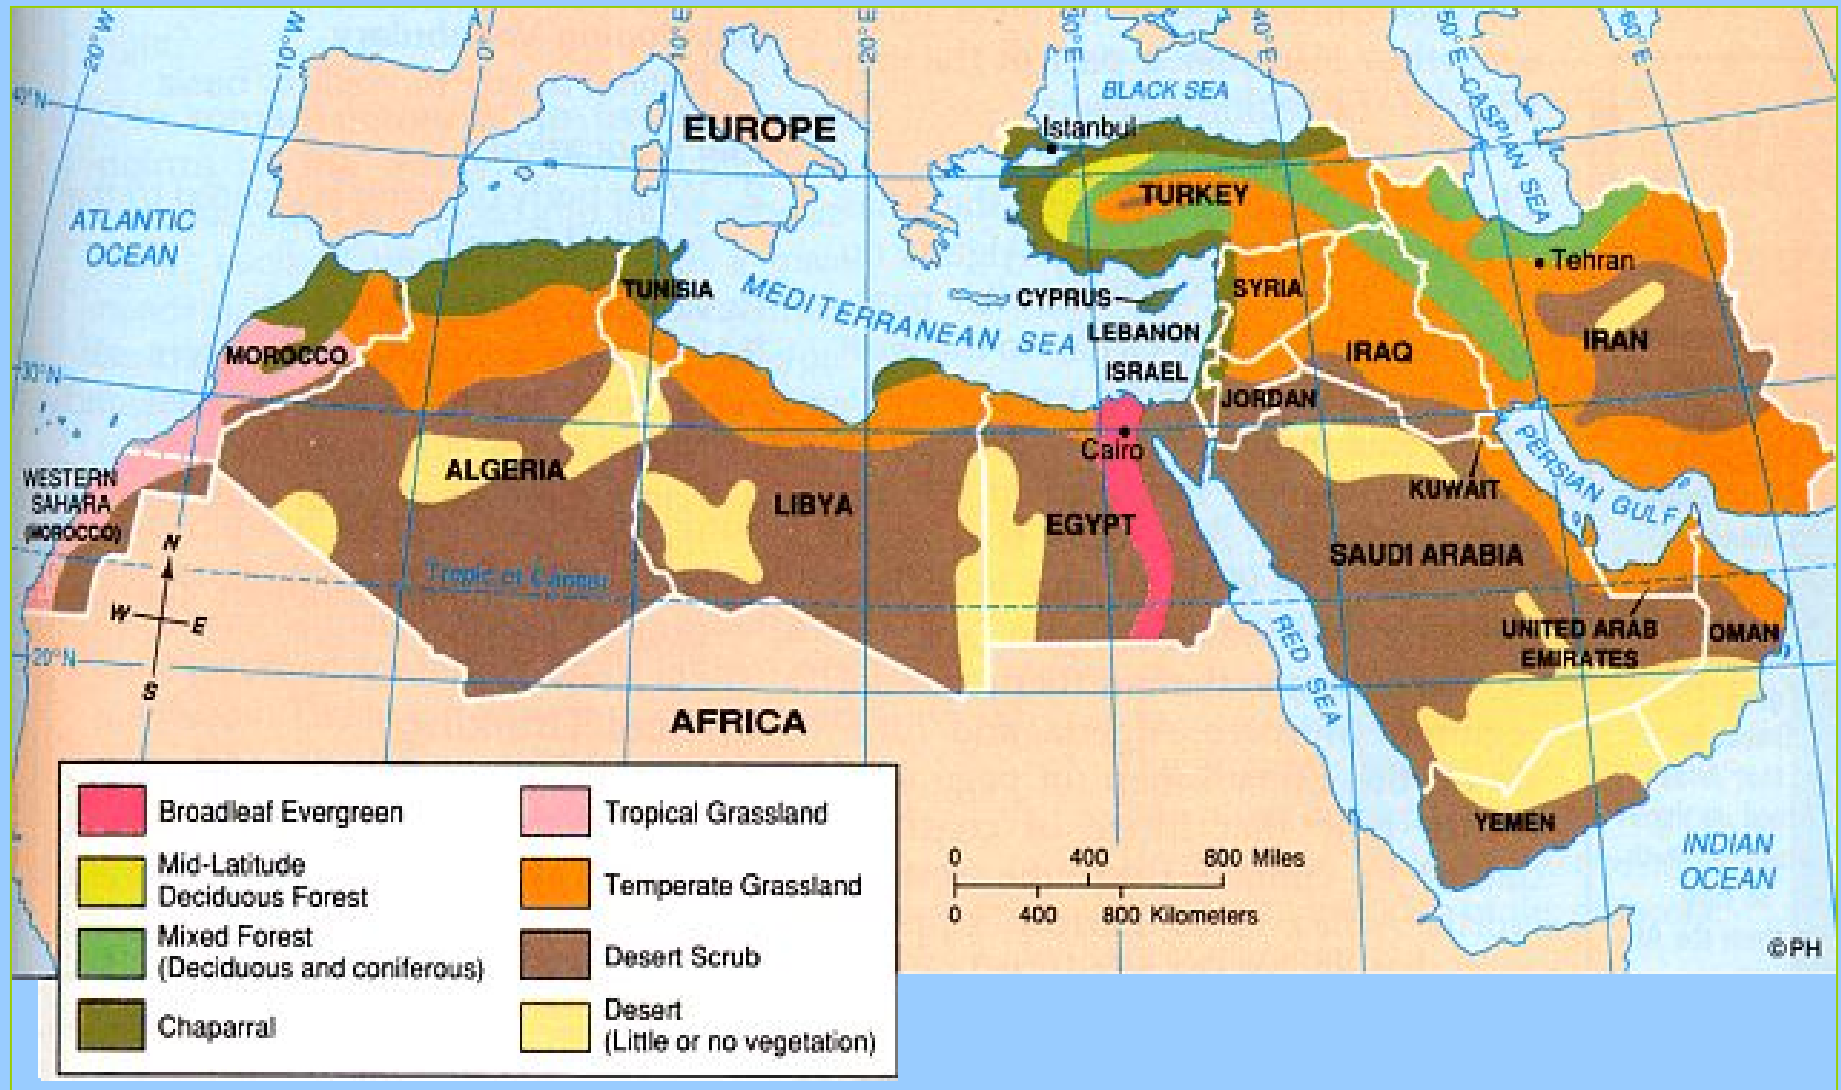 20°W
10°W
0°
10°E
20°E
40°E
50°E
60°E
40°N
BLACK SEA
CASPIAN SEA
EUROPE
Istanbul
ATLANTIC
OCEAN
TURKEY
Tehran
TUNISIA
MEDITERRANEAN SEA
CYPRUS
SYRIA
LEBANON
IRAQ
IRAN
MOROCCO
ISRAEL
30°N
JORDAN
Cairo
PERSIAN GULF
WESTERN
SAHARA
(MOROCCO)
ALGERIA
LIBYA
EGYPT
KUWAIT
SAUDI ARABIA
N
Tropic of Cancer
W
E
S
20°N
RED SEA
UNITED ARAB
EMIRATES
OMAN
AFRICA
YEMEN
INDIAN
OCEAN
Broadleaf Evergreen
Mid-Latitude
Deciduous Forest
Mixed Forest
(Deciduous and coniferous)
Chaparral
Tropical Grassland
Temperate Grassland
Desert Scrub
Desert
(Little or no vegetation)
0 400 800 Miles
0 400 800 Kilometers
©PH